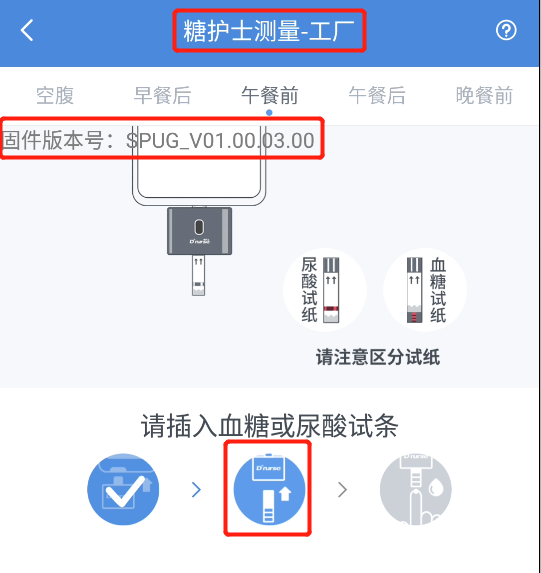 糖护士测量-工厂
空腹 早餐后 午餐前 午餐后 晚餐前
固件版本号：SPUG_V01.00.03.00
D'nurse
尿酸试纸
血糖试纸
请注意区分试纸
请插入血糖或尿酸试条
D'nurse